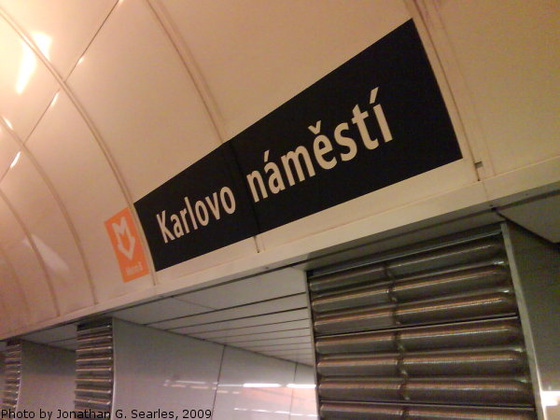 Karlovo náměstí
Photo by Jonathan G. Searles, 2009